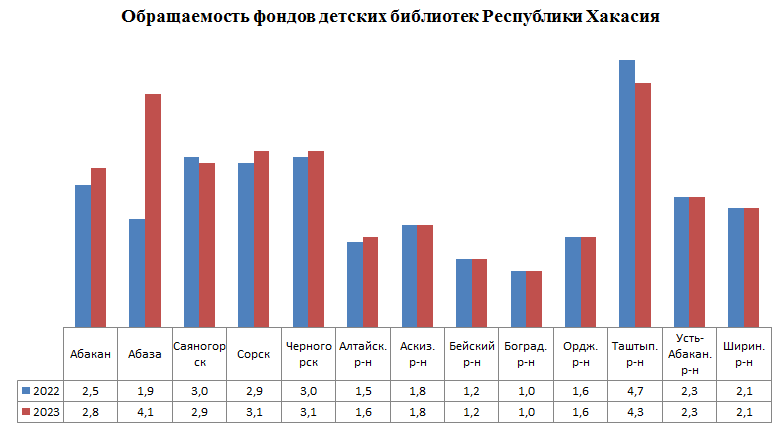 Обращаемость фондов детских библиотек Республики Хакасия
Абакан Абаза Саяногор Сорск Черного Алтайск. Аскиз. Бейский Боград. Ордж. Таштып. Усть- Ширин.
ск рск р-н р-н р-н р-н р-н р-н Абакан. р-н
р-н
2022 2,5 1,9 3,0 2,9 3,0 1,5 1,8 1,2 1,0 1,6 4,7 2,3 2,1
2023 2,8 4,1 2,9 3,1 3,1 1,6 1,8 1,2 1,0 1,6 4,3 2,3 2,1